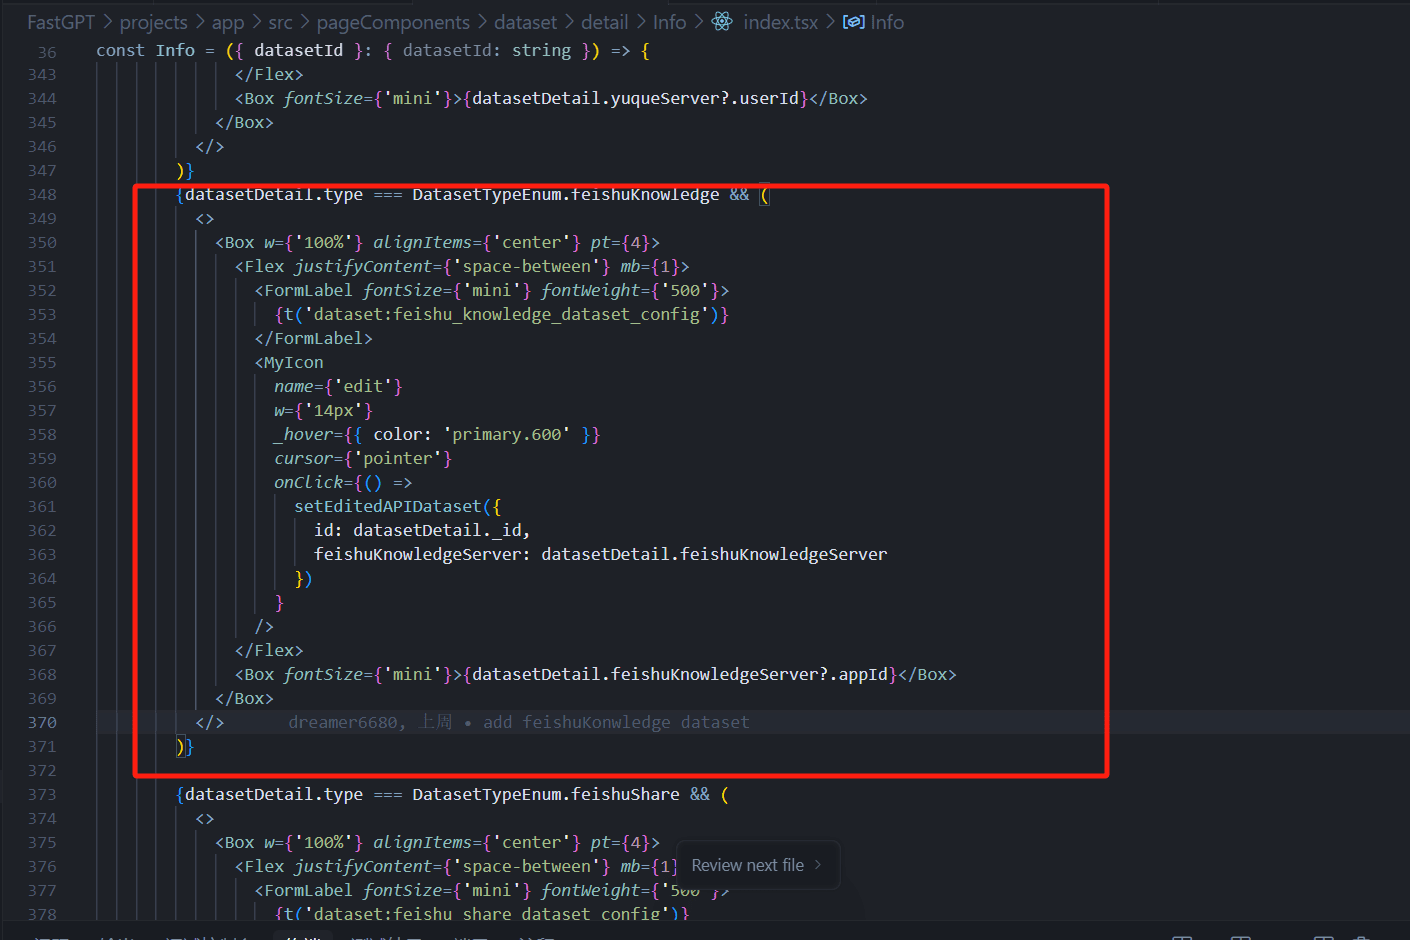 FastGPT > projects > app > src > pageComponents > dataset > detail > Info > index.tsx > Info
36 const Info = ({ datasetId }: { datasetId: string }) => {
343 </Flex>
344 <Box fontSize={'mini'}>{datasetDetail.yuqueServer?.userId}</Box>
345 </Box>
346 </>
347 )}
348 {datasetDetail.type === DatasetTypeEnum.feishuKnowledge && (
349 <>
350 <Box w={'100%'} alignItems={'center'} pt={4}>
351 <Flex justifyContent={'space-between'} mb={1}>
352 <FormLabel fontSize={'mini'} fontWeight={'500'}>
353 {t('dataset:feishu_knowledge_dataset_config')}
354 </FormLabel>
355 <MyIcon
356 name={'edit'}
357 w={'14px'}
358 _hover={{ color: 'primary.600' }}
359 cursor={'pointer'}
360 onClick={() =>
361 setEditedAPIDataset({
362 id: datasetDetail._id,
363 feishuKnowledgeServer: datasetDetail.feishuKnowledgeServer
364 })
365 }
366 />
367 </Flex>
368 <Box fontSize={'mini'}>{datasetDetail.feishuKnowledgeServer?.appId}</Box>
369 </Box>
370 </> dreamer6680, 上周 • add feishuKonwledge dataset
371 )}
372
373 {datasetDetail.type === DatasetTypeEnum.feishuShare && (
374 <>
375 <Box w={'100%'} alignItems={'center'} pt={4}>
376 <Flex justifyContent={'space-between'} mb={1}
Review next file >
377 <FormLabel fontSize={'mini'} fontWeight={'500'}>
378 {t('dataset:feishu_share_dataset_config')}